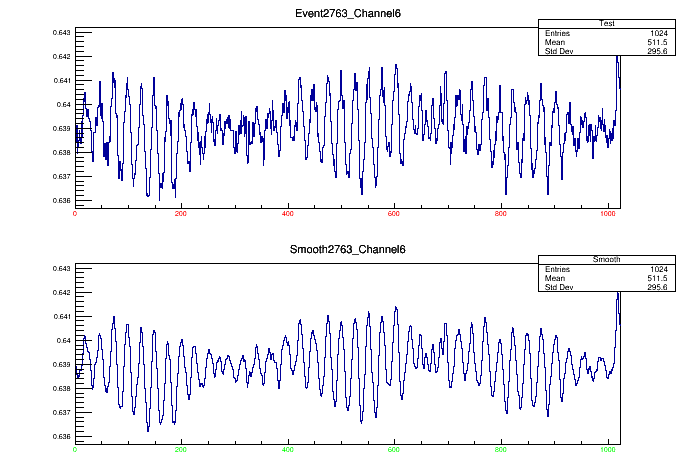 Event2763_Channel6
Test
Entries 1024
Mean 511.5
Std Dev 295.6
0.643
0.642
0.641
0.64
0.639
0.638
0.637
0.636
0 200 400 600 800 1000
Smooth2763_Channel6
Smooth
Entries 1024
Mean 511.5
Std Dev 295.6
0.643
0.642
0.641
0.64
0.639
0.638
0.637
0.636
0 200 400 600 800 1000